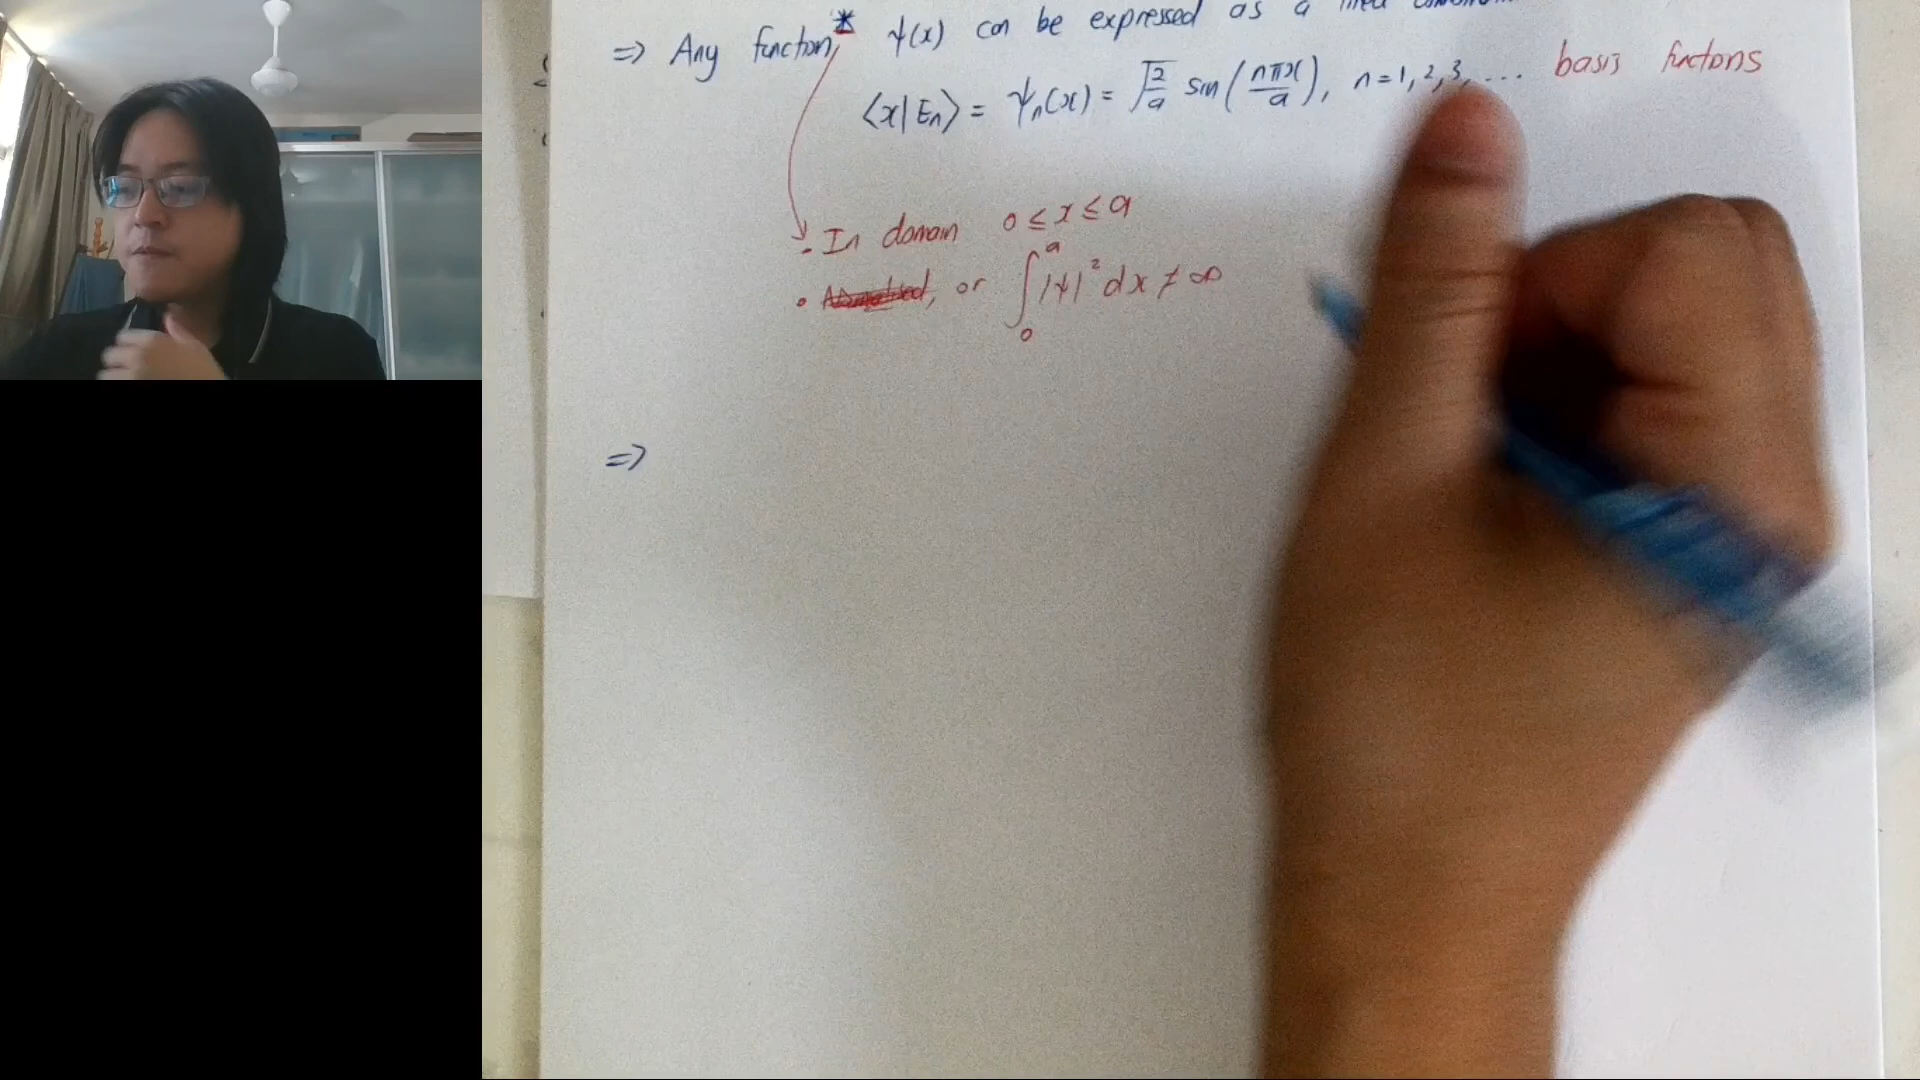 ⇒ Any function,* ψ(x) can be expressed as a
⟨x|Eₙ⟩ = ψₙ(x) = √(2/a) sin(nπx/a), n=1,2,3,... basis functions
• In domain 0 ≤ x ≤ a
• or ∫₀ᵃ |ψ|² dx ≠ ∞
⇒